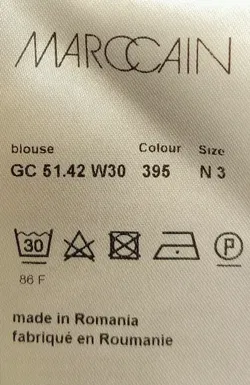 MARCCAIN
blouse Colour Size
GC 51.42 W30 395 N 3
30 P
86 F
made in Romania
fabriqué en Roumanie